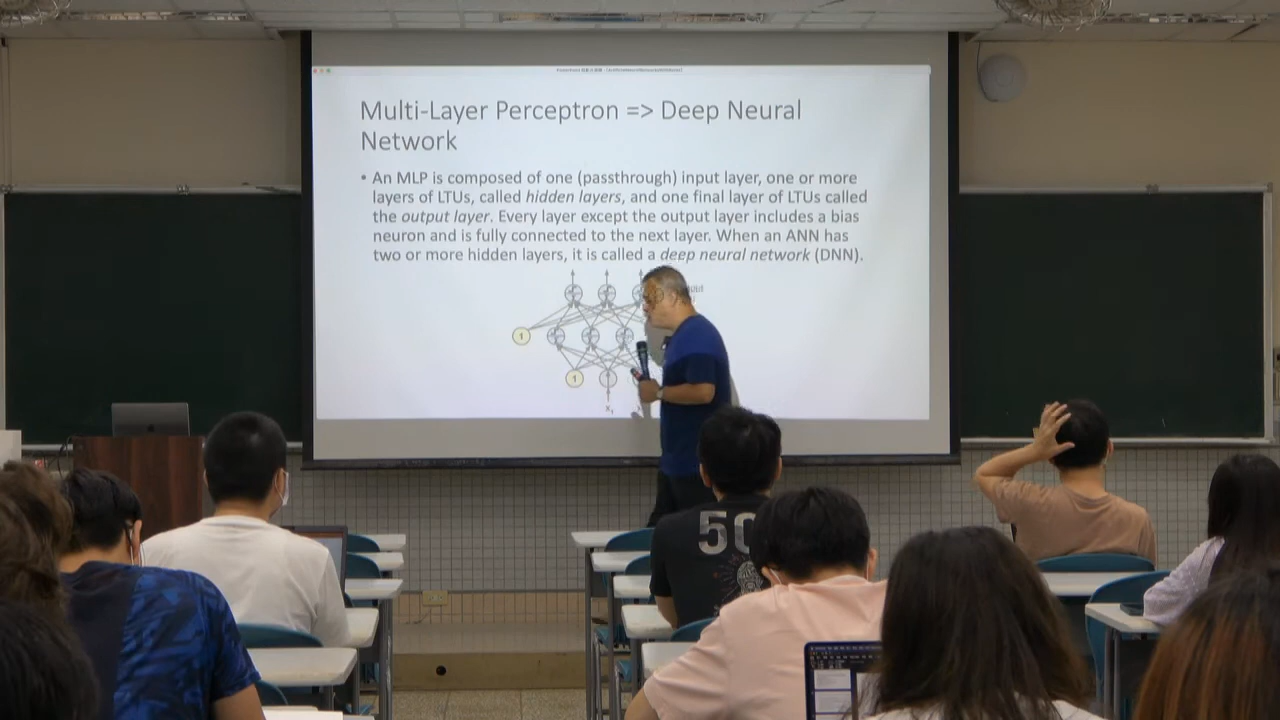 Multi-Layer Perceptron => Deep Neural
Network
• An MLP is composed of one (passthrough) input layer, one or more
layers of LTUs, called hidden layers, and one final layer of LTUs called
the output layer. Every layer except the output layer includes a bias
neuron and is fully connected to the next layer. When an ANN has
two or more hidden layers, it is called a deep neural network (DNN).
1
1
x₁
50